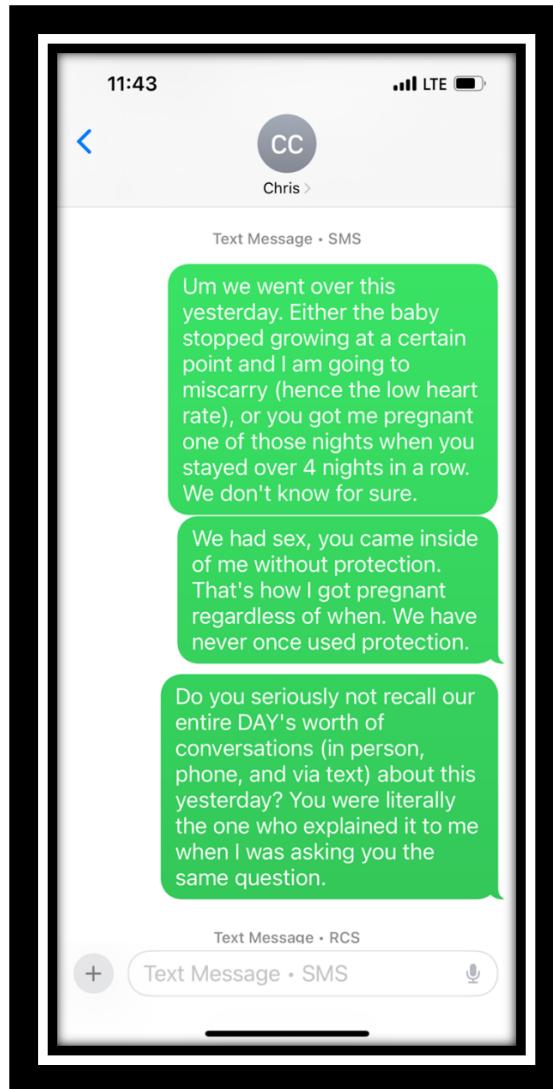 11:43
LTE
CC
Chris
Text Message • SMS
Um we went over this
yesterday. Either the baby
stopped growing at a certain
point and I am going to
miscarry (hence the low heart
rate), or you got me pregnant
one of those nights when you
stayed over 4 nights in a row.
We don't know for sure.
We had sex, you came inside
of me without protection.
That's how I got pregnant
regardless of when. We have
never once used protection.
Do you seriously not recall our
entire DAY's worth of
conversations (in person,
phone, and via text) about this
yesterday? You were literally
the one who explained it to me
when I was asking you the
same question.
Text Message • RCS
Text Message • SMS